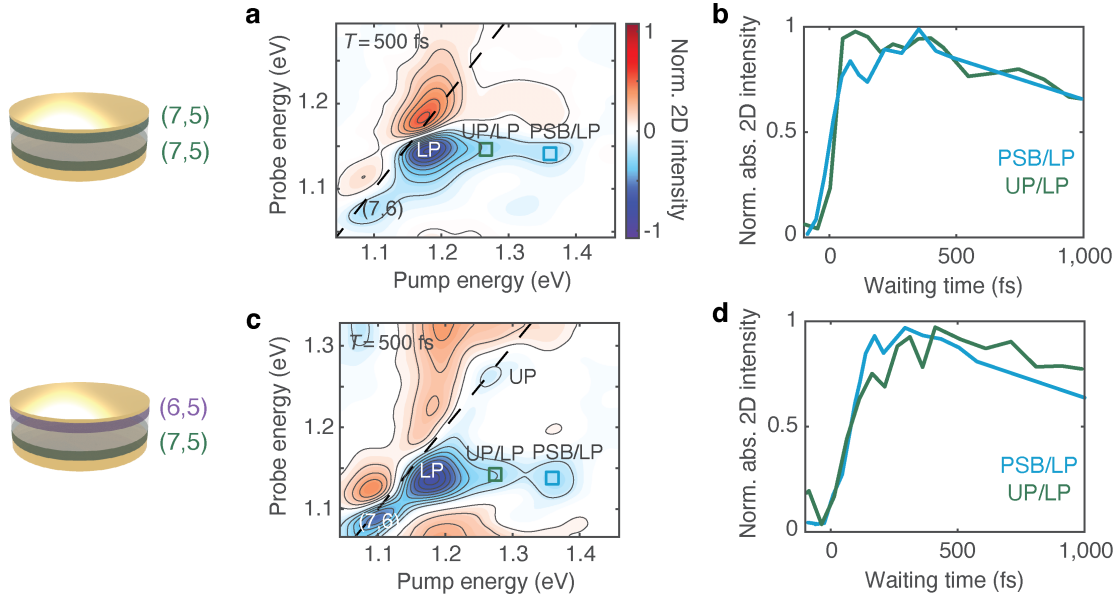 a
b
T = 500 fs
(7,5)
(7,5)
LP
UP/LP
PSB/LP
(7,6)
Probe energy (eV)
1.2
1.1
1.1
1.2
1.3
1.4
Pump energy (eV)
1
0
-1
Norm. 2D intensity
Norm. abs. 2D intensity
1
0.5
0
PSB/LP
UP/LP
0
500
1,000
Waiting time (fs)
c
d
T = 500 fs
(6,5)
(7,5)
UP
LP
UP/LP
PSB/LP
(7,6)
Probe energy (eV)
1.3
1.2
1.1
1.1
1.2
1.3
1.4
Pump energy (eV)
Norm. abs. 2D intensity
1
0.5
0
PSB/LP
UP/LP
0
500
1,000
Waiting time (fs)